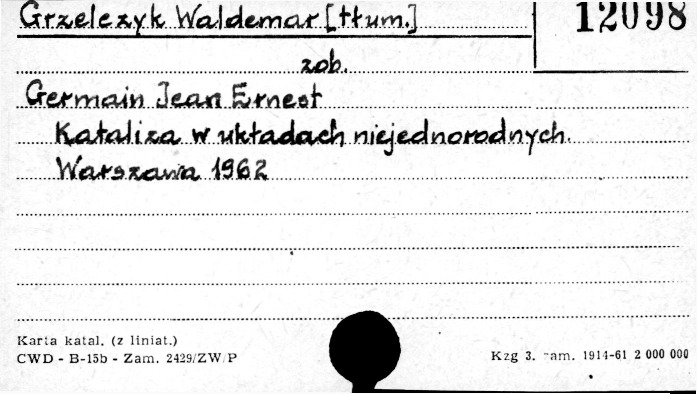 Grzelczyk Waldemar [tłum.] 12098
zob.
Germain Jean Ernest
Kataliza w układach niejednorodnych.
Warszawa 1962
Karta katal. (z liniat.)
CWD - B-15b - Zam. 2429/ZW/P
Kzg 3. zam. 1914-61 2 000 000